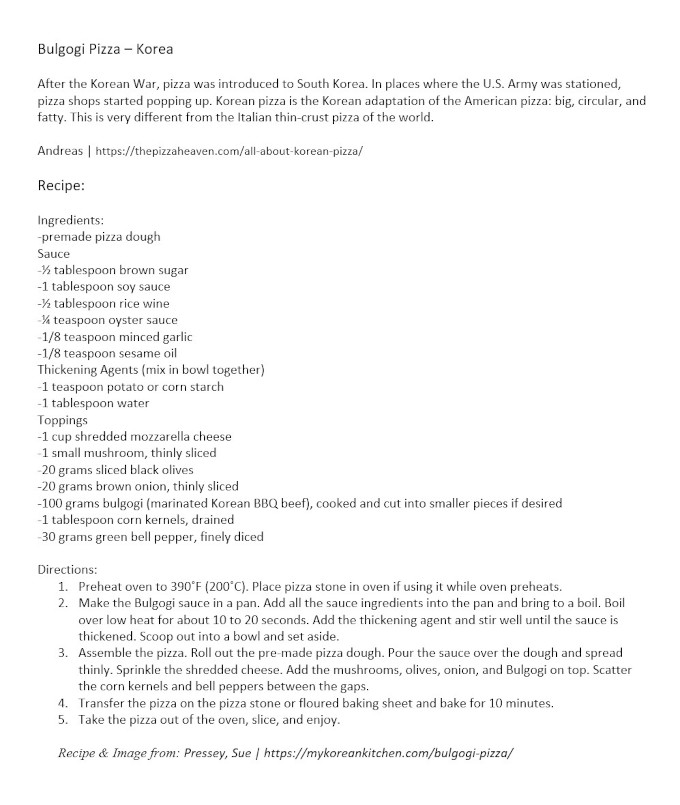 Bulgogi Pizza – Korea
After the Korean War, pizza was introduced to South Korea. In places where the U.S. Army was stationed,
pizza shops started popping up. Korean pizza is the Korean adaptation of the American pizza: big, circular, and
fatty. This is very different from the Italian thin-crust pizza of the world.
Andreas | https://thepizzaheaven.com/all-about-korean-pizza/
Recipe:
Ingredients:
-premade pizza dough
Sauce
-½ tablespoon brown sugar
-1 tablespoon soy sauce
-½ tablespoon rice wine
-¼ teaspoon oyster sauce
-1/8 teaspoon minced garlic
-1/8 teaspoon sesame oil
Thickening Agents (mix in bowl together)
-1 teaspoon potato or corn starch
-1 tablespoon water
Toppings
-1 cup shredded mozzarella cheese
-1 small mushroom, thinly sliced
-20 grams sliced black olives
-20 grams brown onion, thinly sliced
-100 grams bulgogi (marinated Korean BBQ beef), cooked and cut into smaller pieces if desired
-1 tablespoon corn kernels, drained
-30 grams green bell pepper, finely diced
Directions:
1. Preheat oven to 390˚F (200˚C). Place pizza stone in oven if using it while oven preheats.
2. Make the Bulgogi sauce in a pan. Add all the sauce ingredients into the pan and bring to a boil. Boil
over low heat for about 10 to 20 seconds. Add the thickening agent and stir well until the sauce is
thickened. Scoop out into a bowl and set aside.
3. Assemble the pizza. Roll out the pre-made pizza dough. Pour the sauce over the dough and spread
thinly. Sprinkle the shredded cheese. Add the mushrooms, olives, onion, and Bulgogi on top. Scatter
the corn kernels and bell peppers between the gaps.
4. Transfer the pizza on the pizza stone or floured baking sheet and bake for 10 minutes.
5. Take the pizza out of the oven, slice, and enjoy.
Recipe & Image from: Pressey, Sue | https://mykoreankitchen.com/bulgogi-pizza/